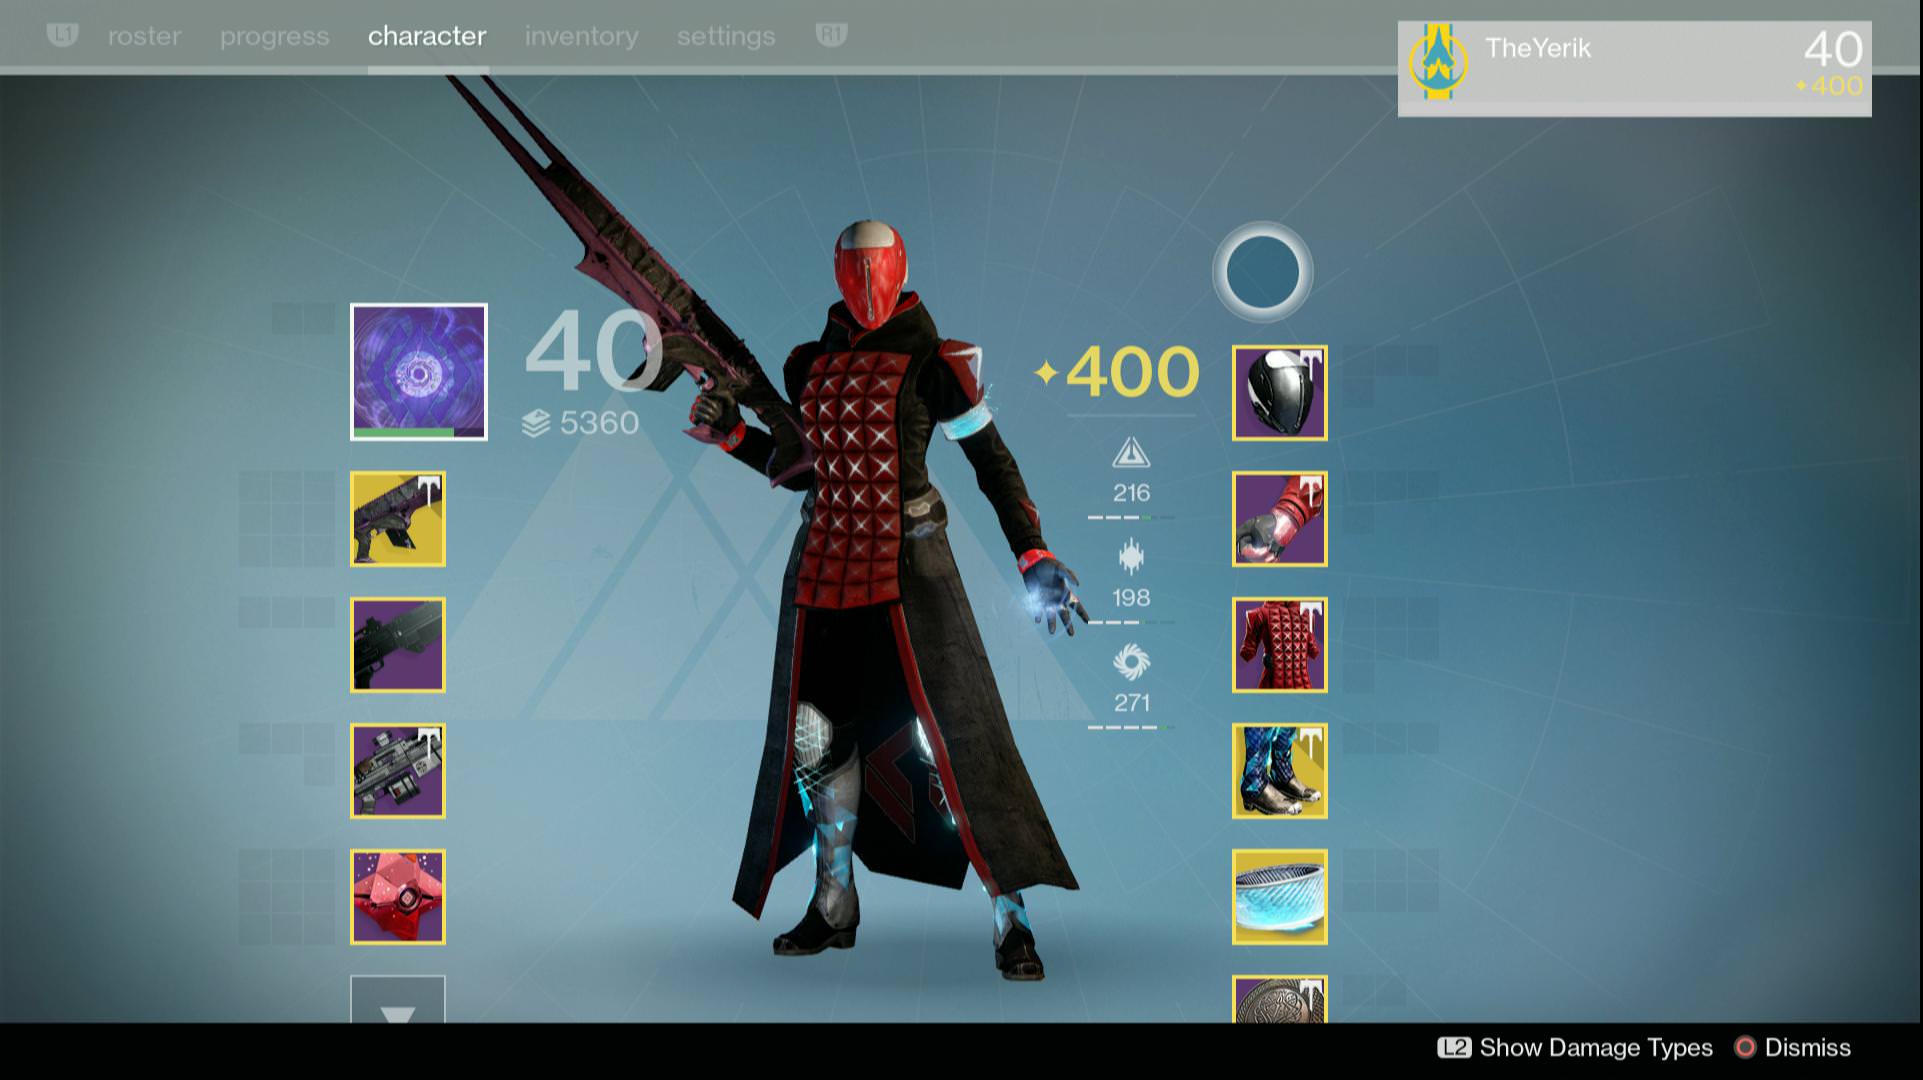 L1 roster progress character inventory settings R1
TheYerik 40
400
40
5360
400
216
198
271
L2 Show Damage Types Dismiss